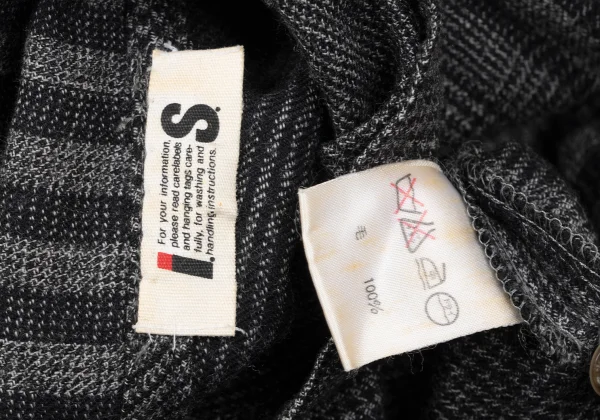 I.S.
For your information,
please read carelabels
and hanging tags care-
fully, for washing and
handling instructions.
毛 100%